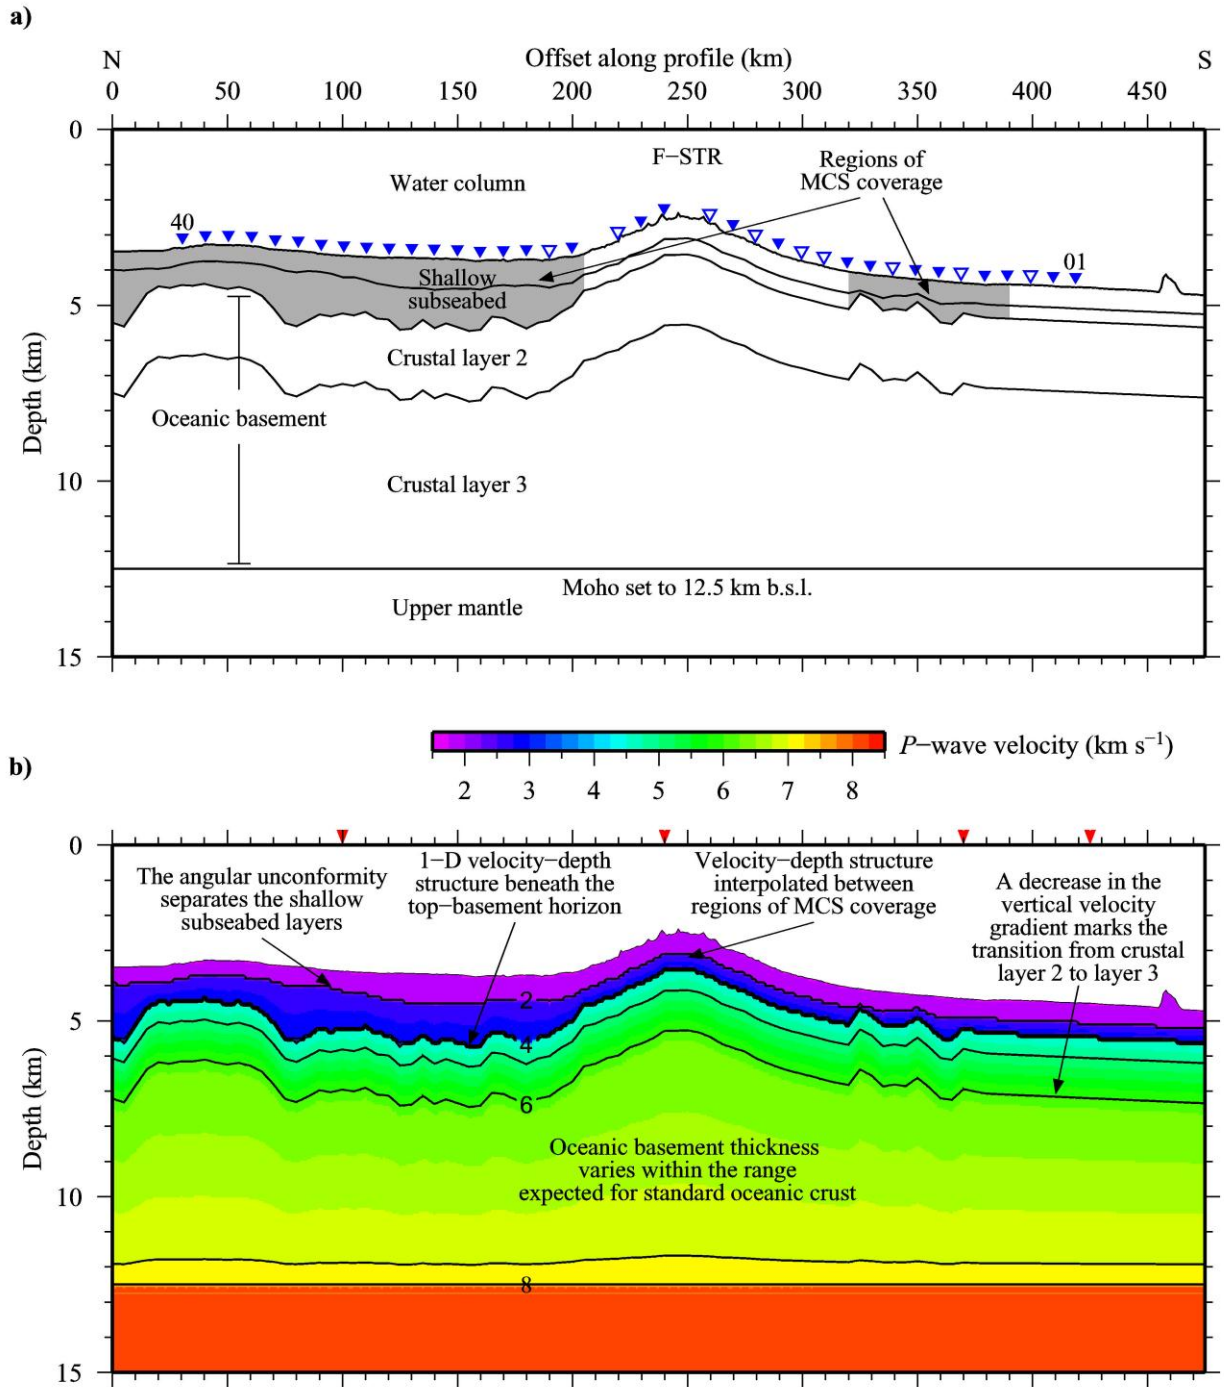 a)
N
Offset along profile (km)
S
0 50 100 150 200 250 300 350 400 450
0
F−STR
Regions of
MCS coverage
Water column
40
01
Shallow
subseabed
5
Crustal layer 2
Oceanic basement
Depth (km)
Crustal layer 3
10
Moho set to 12.5 km b.s.l.
Upper mantle
15
P−wave velocity (km s⁻¹)
b)
2 3 4 5 6 7 8
0
The angular unconformity
separates the shallow
subseabed layers
1−D velocity−depth
structure beneath the
top−basement horizon
Velocity−depth structure
interpolated between
regions of MCS coverage
A decrease in the
vertical velocity
gradient marks the
transition from crustal
layer 2 to layer 3
2
5
4
6
Depth (km)
Oceanic basement thickness
varies within the range
expected for standard oceanic crust
10
8
15